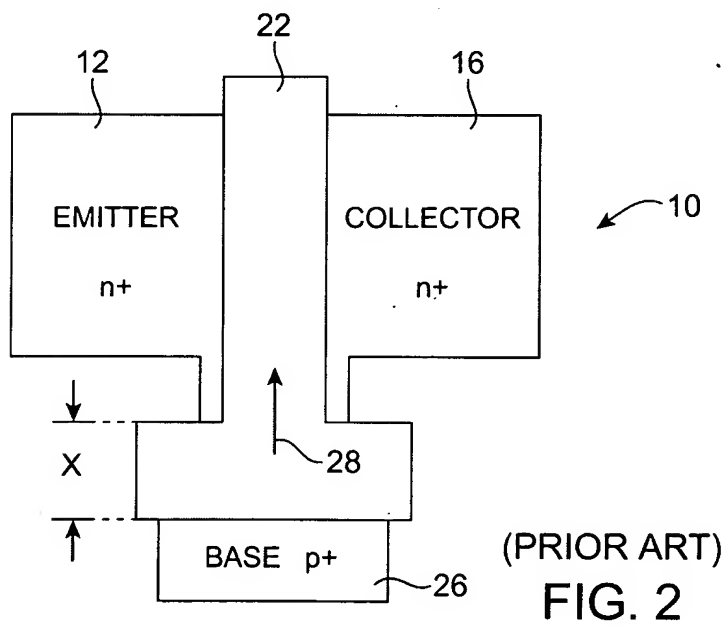 22
12
16
EMITTER
COLLECTOR
10
n+
n+
X
28
BASE p+
(PRIOR ART)
26
FIG. 2